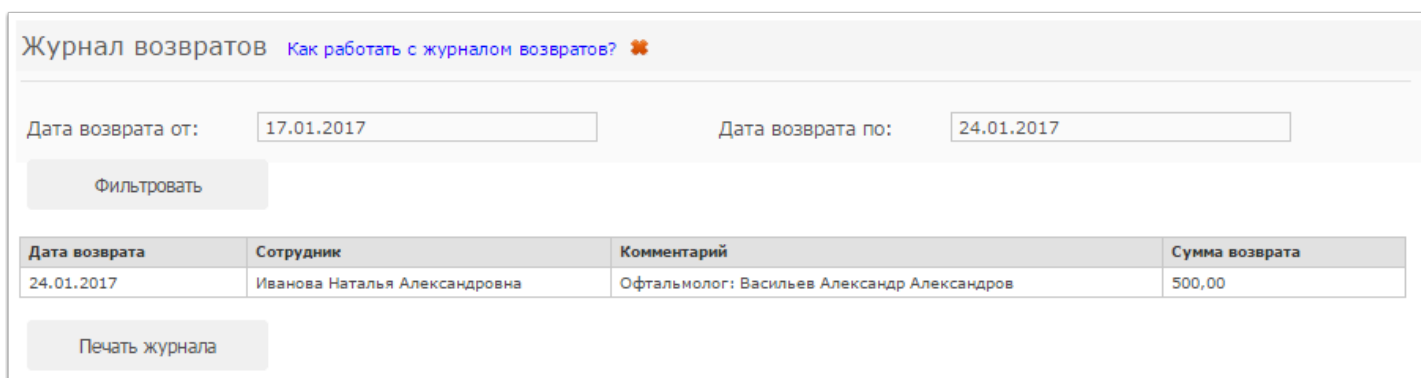 Журнал возвратов Как работать с журналом возвратов?
Дата возврата от: 17.01.2017 Дата возврата по: 24.01.2017
Фильтровать
Дата возврата Сотрудник Комментарий Сумма возврата
24.01.2017 Иванова Наталья Александровна Офтальмолог: Васильев Александр Александров 500,00
Печать журнала